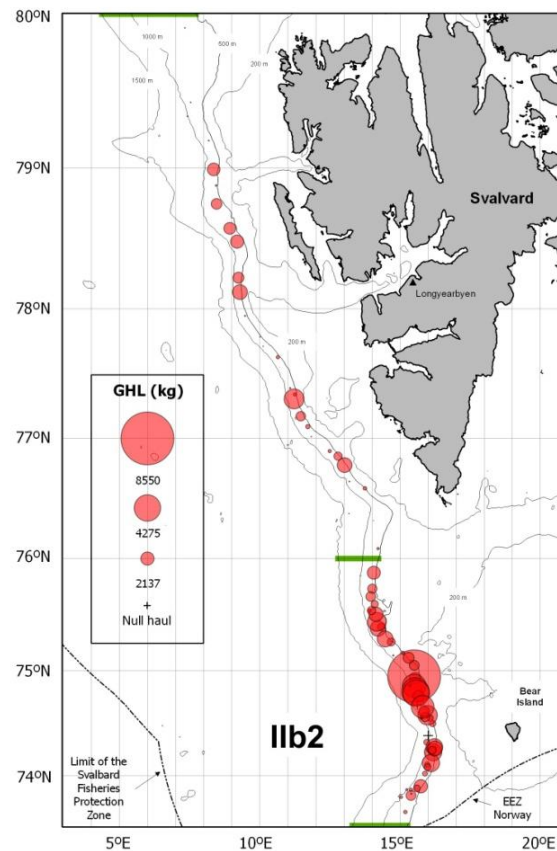 80ºN
1000 m
500 m
200 m
1500 m
79ºN
Svalvard
Longyearbyen
78ºN
200 m
GHL (kg)
77ºN
8550
4275
76ºN
2137
Null haul
200 m
75ºN
Bear
Island
IIb2
Limit of the
Svalbard
Fisheries
Protection
Zone
74ºN
EEZ
Norway
5ºE
10ºE
15ºE
20ºE